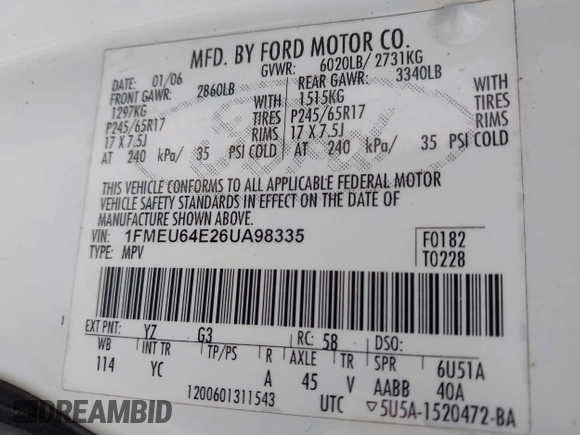 MFD. BY FORD MOTOR CO.
DATE: 01/06 GVWR: 6020LB/ 2731KG
FRONT GAWR: 2860LB REAR GAWR: 3340LB
1297KG WITH 1515KG WITH
P245/65R17 TIRES P245/65R17 TIRES
17 X 7.5J RIMS 17 X 7.5J RIMS
AT 240 kPa/ 35 PSI COLD AT 240 kPa/ 35 PSI COLD
Ford
THIS VEHICLE CONFORMS TO ALL APPLICABLE FEDERAL MOTOR
VEHICLE SAFETY STANDARDS IN EFFECT ON THE DATE OF
MANUFACTURE SHOWN ABOVE.
VIN: 1FMEU64E26UA98335 F0182
TYPE: MPV T0228
EXT PNT: YZ G3 RC: 58 DSO:
WB INT TR TP/PS R AXLE TR SPR 6U51A
114 YC A 45 V AABB 40A
1200601311543 UTC ▽5U5A-1520472-BA
DREAMBID